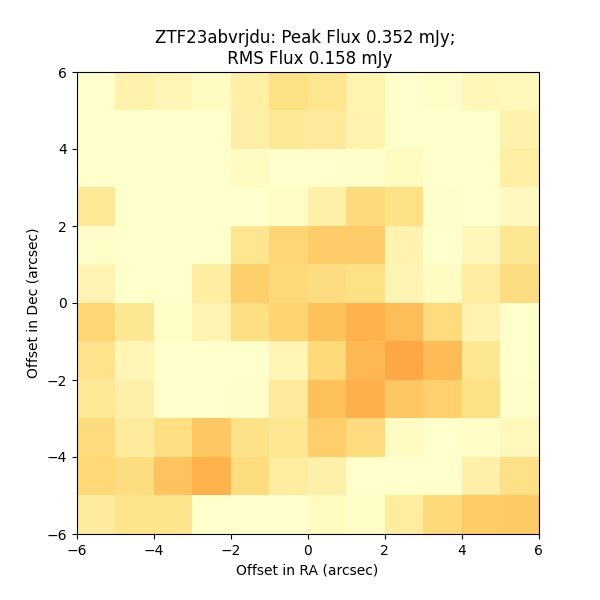 ZTF23abvrjdu: Peak Flux 0.352 mJy;
RMS Flux 0.158 mJy
6
4
2
0
−2
−4
−6
Offset in Dec (arcsec)
−6 −4 −2 0 2 4 6
Offset in RA (arcsec)